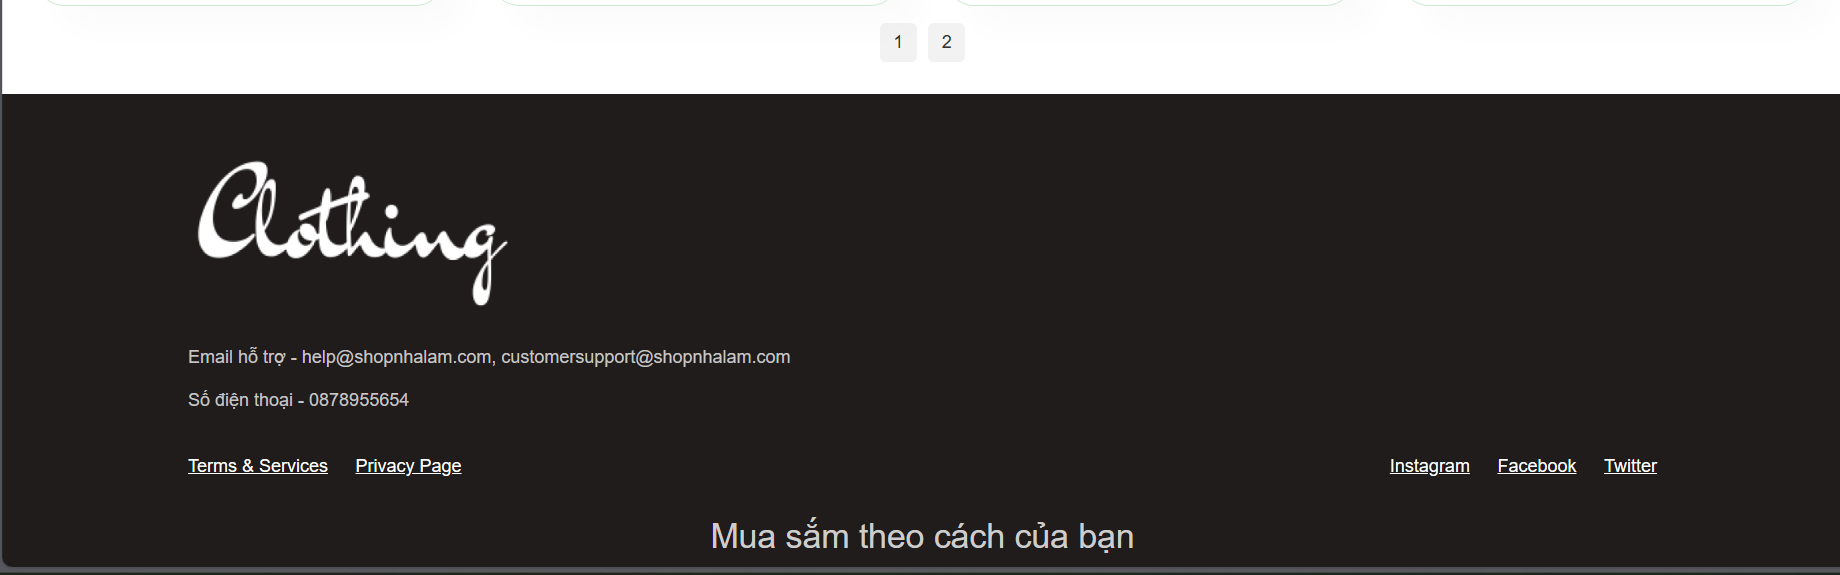 1 2
Clothing
Email hỗ trợ - help@shopnhalam.com, customersupport@shopnhalam.com
Số điện thoại - 0878955654
Terms & Services Privacy Page Instagram Facebook Twitter
Mua sắm theo cách của bạn